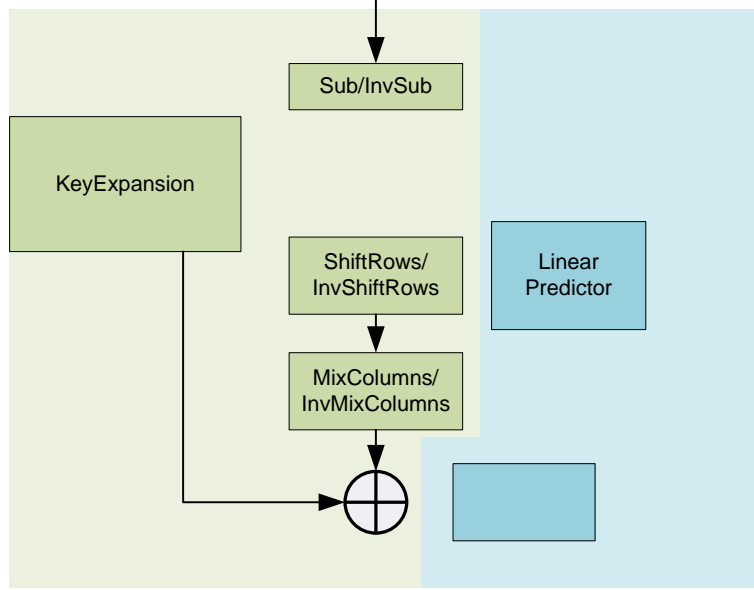 Sub/InvSub
KeyExpansion
ShiftRows/
InvShiftRows
Linear
Predictor
MixColumns/
InvMixColumns